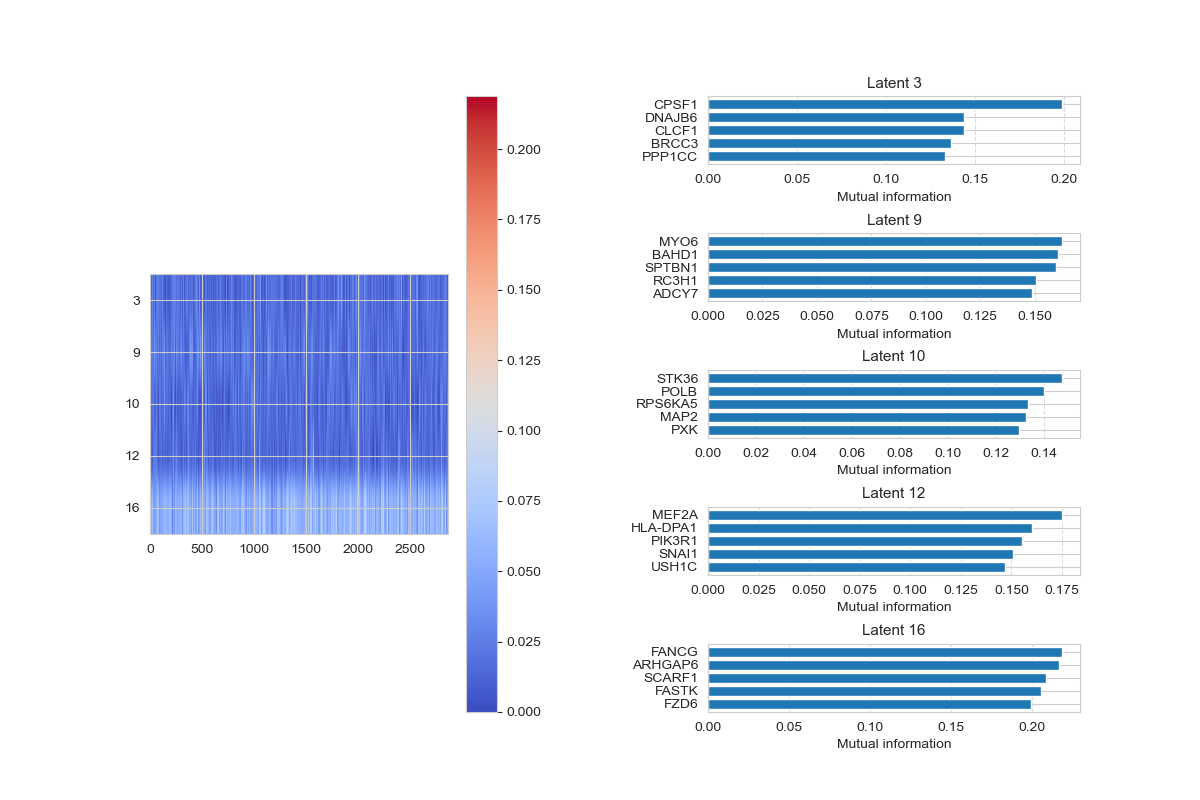 3
9
10
12
16
0 500 1000 1500 2000 2500
0.200
0.175
0.150
0.125
0.100
0.075
0.050
0.025
0.000
Latent 3
CPSF1
DNAJB6
CLCF1
BRCC3
PPP1CC
0.00 0.05 0.10 0.15 0.20
Mutual information
Latent 9
MYO6
BAHD1
SPTBN1
RC3H1
ADCY7
0.000 0.025 0.050 0.075 0.100 0.125 0.150
Mutual information
Latent 10
STK36
POLB
RPS6KA5
MAP2
PXK
0.00 0.02 0.04 0.06 0.08 0.10 0.12 0.14
Mutual information
Latent 12
MEF2A
HLA-DPA1
PIK3R1
SNAI1
USH1C
0.000 0.025 0.050 0.075 0.100 0.125 0.150 0.175
Mutual information
Latent 16
FANCG
ARHGAP6
SCARF1
FASTK
FZD6
0.00 0.05 0.10 0.15 0.20
Mutual information